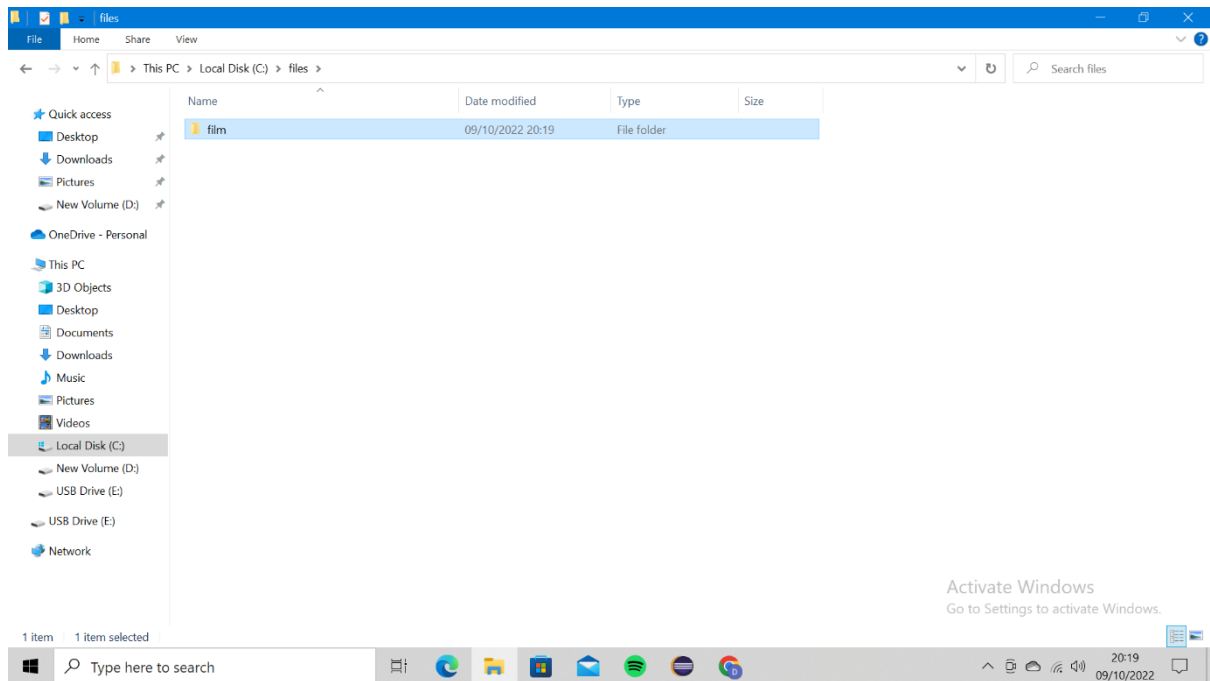 files
File Home Share View
This PC > Local Disk (C:) > files >
Search files
Name Date modified Type Size
film 09/10/2022 20:19 File folder
Quick access
Desktop
Downloads
Pictures
New Volume (D:)
OneDrive - Personal
This PC
3D Objects
Desktop
Documents
Downloads
Music
Pictures
Videos
Local Disk (C:)
New Volume (D:)
USB Drive (E:)
USB Drive (E:)
Network
Activate Windows
Go to Settings to activate Windows.
1 item 1 item selected
Type here to search
20:19
09/10/2022